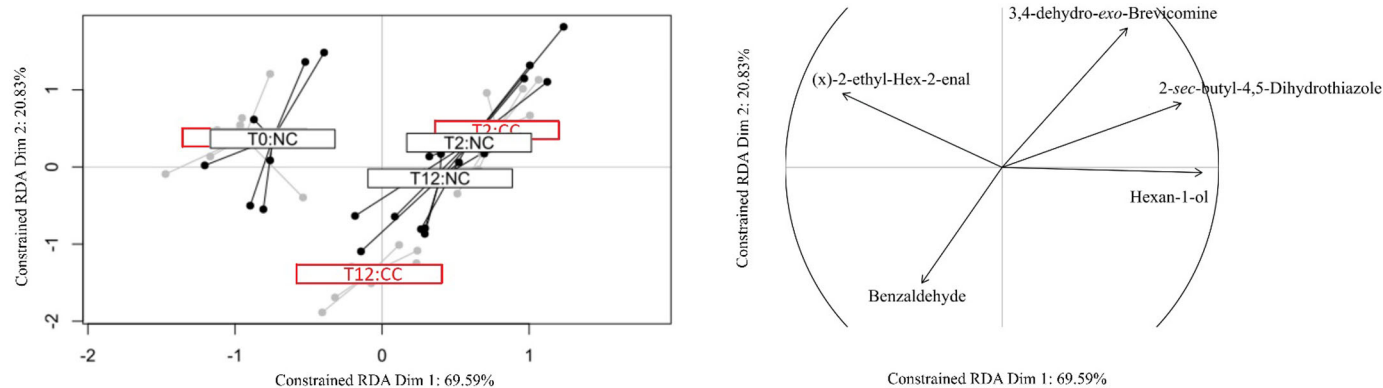 Constrained RDA Dim 2: 20.83%
1
0
-1
-2
T0:NC
T2:CC
T2:NC
T12:NC
T12:CC
-2
-1
0
1
Constrained RDA Dim 1: 69.59%
Constrained RDA Dim 2: 20.83%
3,4-dehydro-exo-Brevicomine
(x)-2-ethyl-Hex-2-enal
2-sec-butyl-4,5-Dihydrothiazole
Hexan-1-ol
Benzaldehyde
Constrained RDA Dim 1: 69.59%